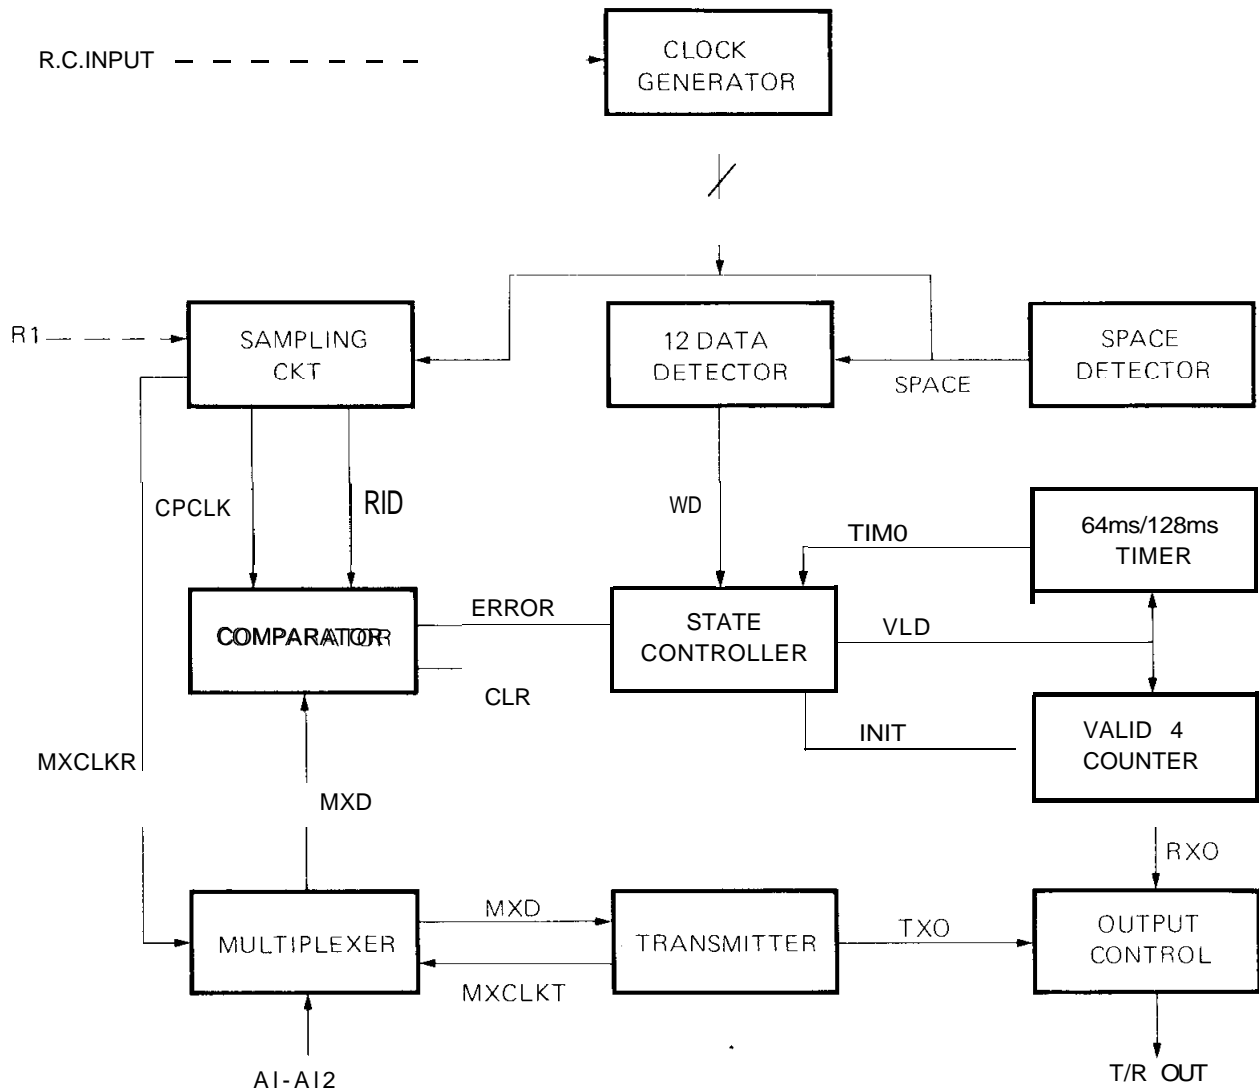 R.C.INPUT
CLOCK
GENERATOR
R1
SAMPLING
CKT
12 DATA
DETECTOR
SPACE
SPACE
DETECTOR
CPCLK
RID
WD
TIM0
64ms/128ms
TIMER
COMPARATOR
ERROR
CLR
STATE
CONTROLLER
VLD
INIT
VALID 4
COUNTER
MXCLKR
MXD
RXO
MULTIPLEXER
MXD
MXCLKT
TRANSMITTER
TXO
OUTPUT
CONTROL
AI-AI2
T/R OUT